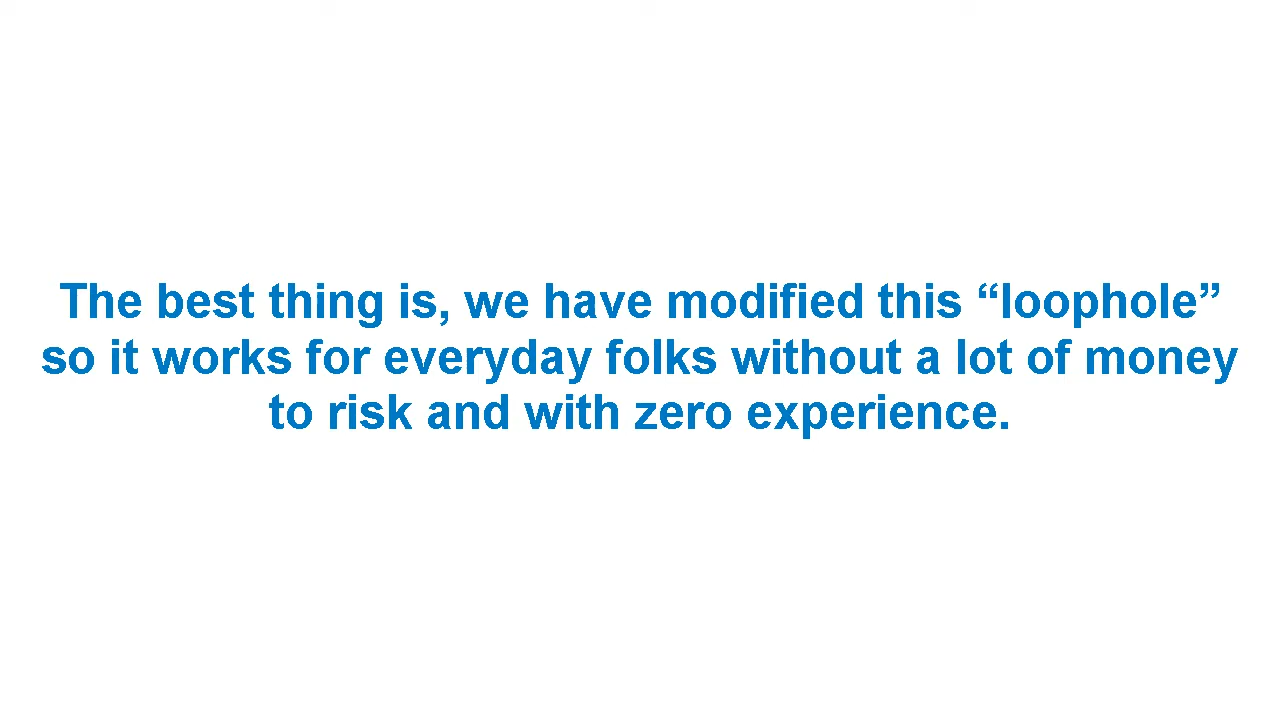 The best thing is, we have modified this “loophole”
so it works for everyday folks without a lot of money
to risk and with zero experience.